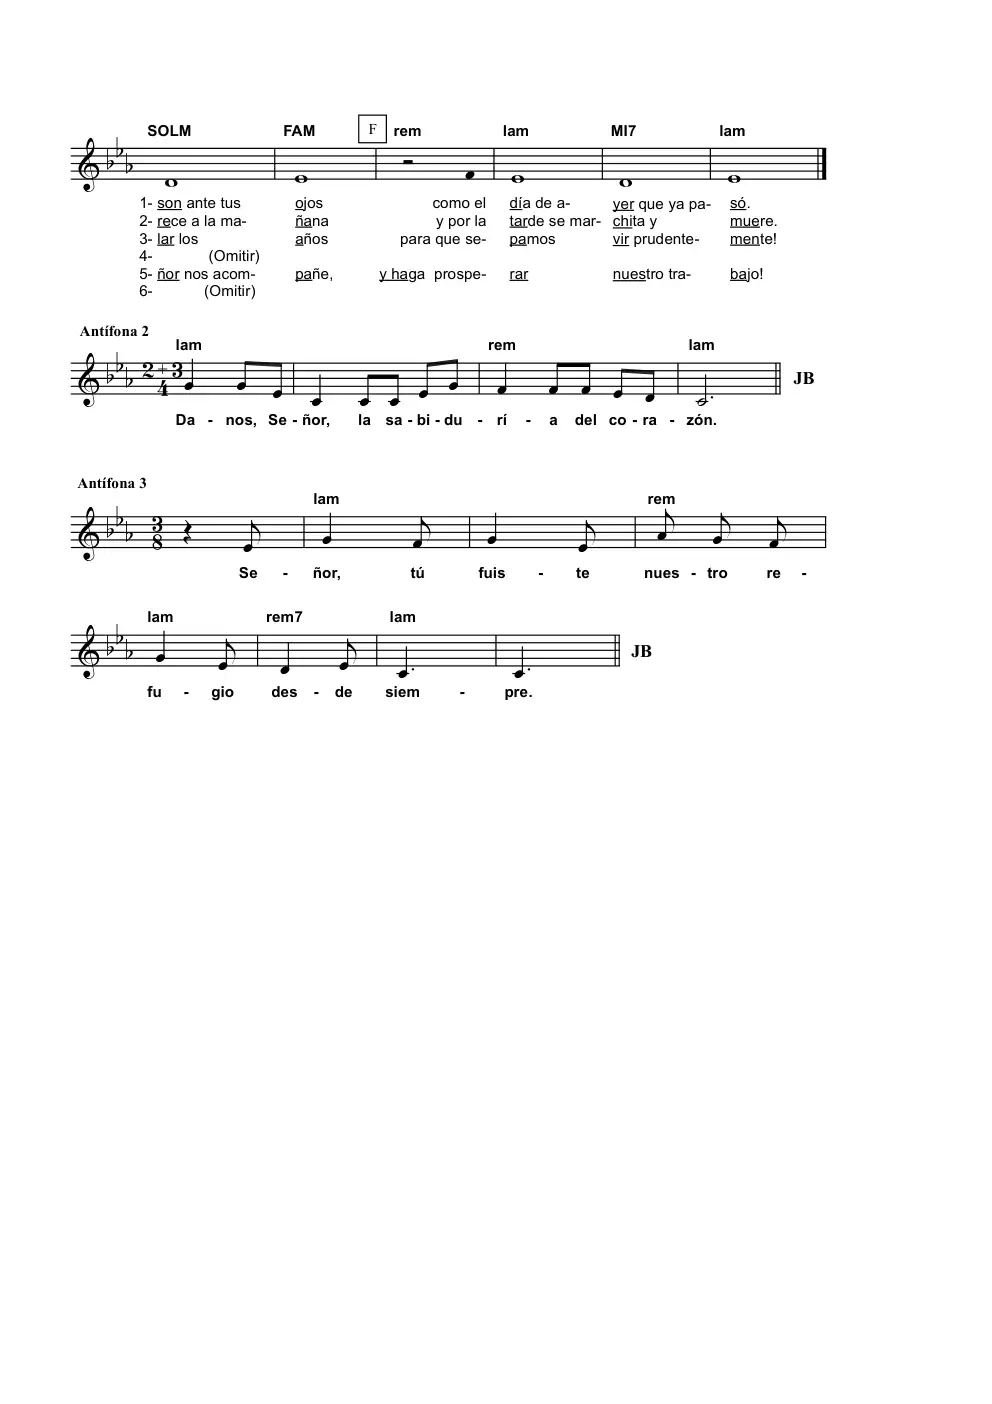 SOLM FAM F rem lam MI7 lam
1- son ante tus ojos como el día de a- yer que ya pa- só.
2- rece a la ma- ñana y por la tarde se mar- chita y muere.
3- lar los años para que se- pamos vir prudente- mente!
4- (Omitir)
5- ñor nos acom- pañe, y haga prospe- rar nuestro tra- bajo!
6- (Omitir)
Antífona 2
lam rem lam
2 + 3 4
JB
Da - nos, Se - ñor, la sa - bi - du - rí - a del co - ra - zón.
Antífona 3
lam rem
3 8
Se - ñor, tú fuis - te nues - tro re -
lam rem7 lam
JB
fu - gio des - de siem - pre.